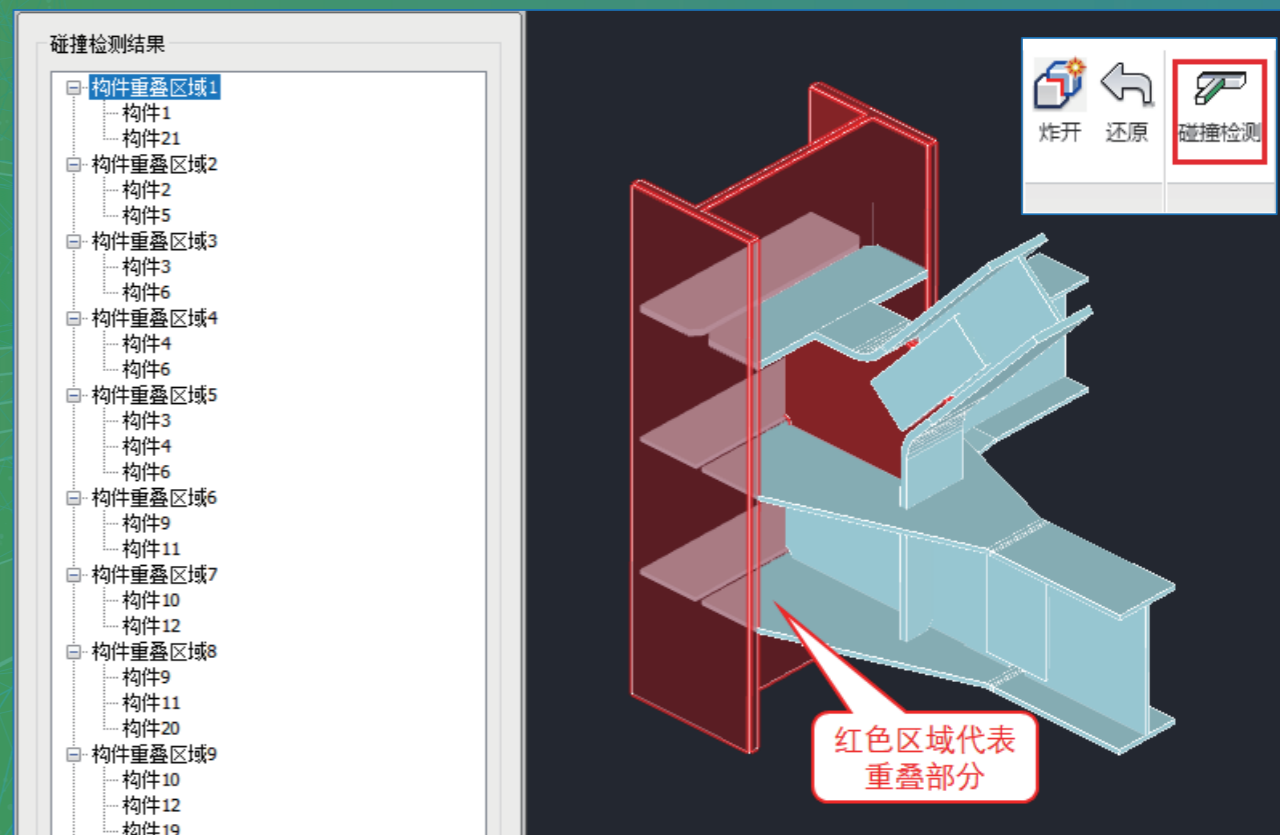 碰撞检测结果
构件重叠区域1
构件1
构件21
构件重叠区域2
构件2
构件5
构件重叠区域3
构件3
构件6
构件重叠区域4
构件4
构件6
构件重叠区域5
构件3
构件4
构件6
构件重叠区域6
构件9
构件11
构件重叠区域7
构件10
构件12
构件重叠区域8
构件9
构件11
构件20
构件重叠区域9
构件10
构件12
构件19
炸开
还原
碰撞检测
红色区域代表
重叠部分